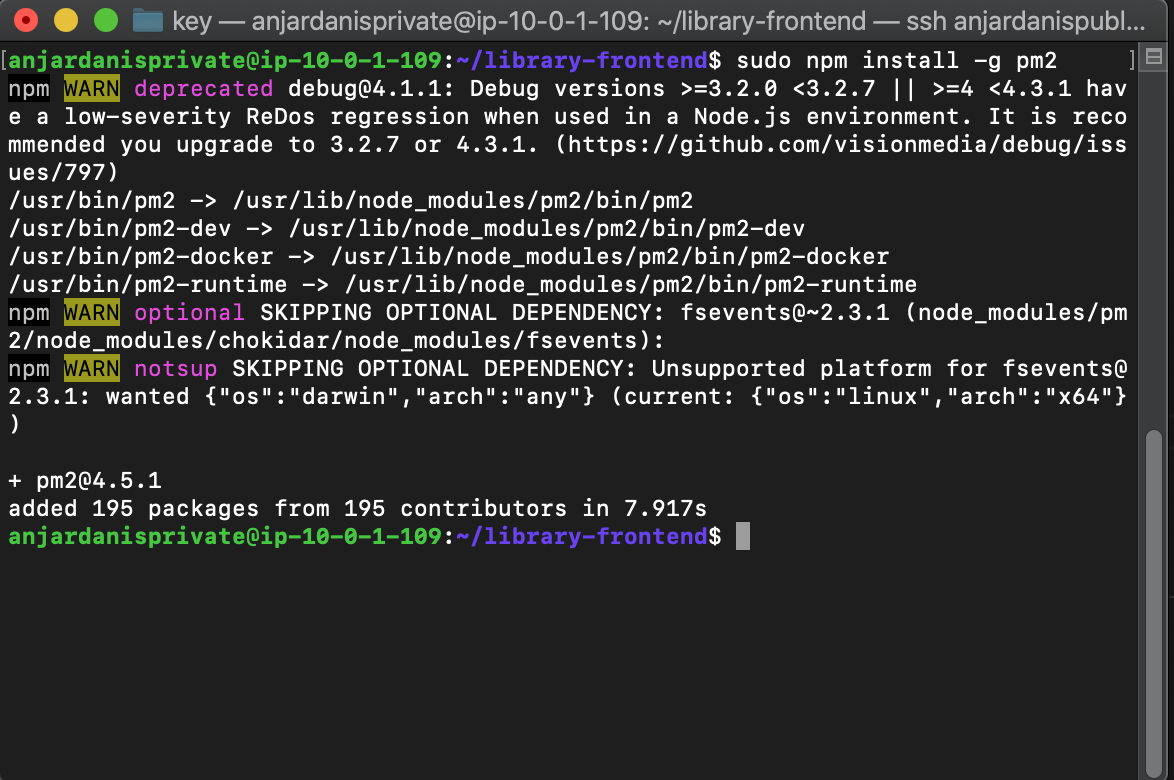 key — anjardanisprivate@ip-10-0-1-109: ~/library-frontend — ssh anjardanispubl...
[anjardanisprivate@ip-10-0-1-109:~/library-frontend$ sudo npm install -g pm2 ]
npm WARN deprecated debug@4.1.1: Debug versions >=3.2.0 <3.2.7 || >=4 <4.3.1 hav
e a low-severity ReDos regression when used in a Node.js environment. It is reco
mmended you upgrade to 3.2.7 or 4.3.1. (https://github.com/visionmedia/debug/iss
ues/797)
/usr/bin/pm2 -> /usr/lib/node_modules/pm2/bin/pm2
/usr/bin/pm2-dev -> /usr/lib/node_modules/pm2/bin/pm2-dev
/usr/bin/pm2-docker -> /usr/lib/node_modules/pm2/bin/pm2-docker
/usr/bin/pm2-runtime -> /usr/lib/node_modules/pm2/bin/pm2-runtime
npm WARN optional SKIPPING OPTIONAL DEPENDENCY: fsevents@~2.3.1 (node_modules/pm
2/node_modules/chokidar/node_modules/fsevents):
npm WARN notsup SKIPPING OPTIONAL DEPENDENCY: Unsupported platform for fsevents@
2.3.1: wanted {"os":"darwin","arch":"any"} (current: {"os":"linux","arch":"x64"}
)
+ pm2@4.5.1
added 195 packages from 195 contributors in 7.917s
anjardanisprivate@ip-10-0-1-109:~/library-frontend$